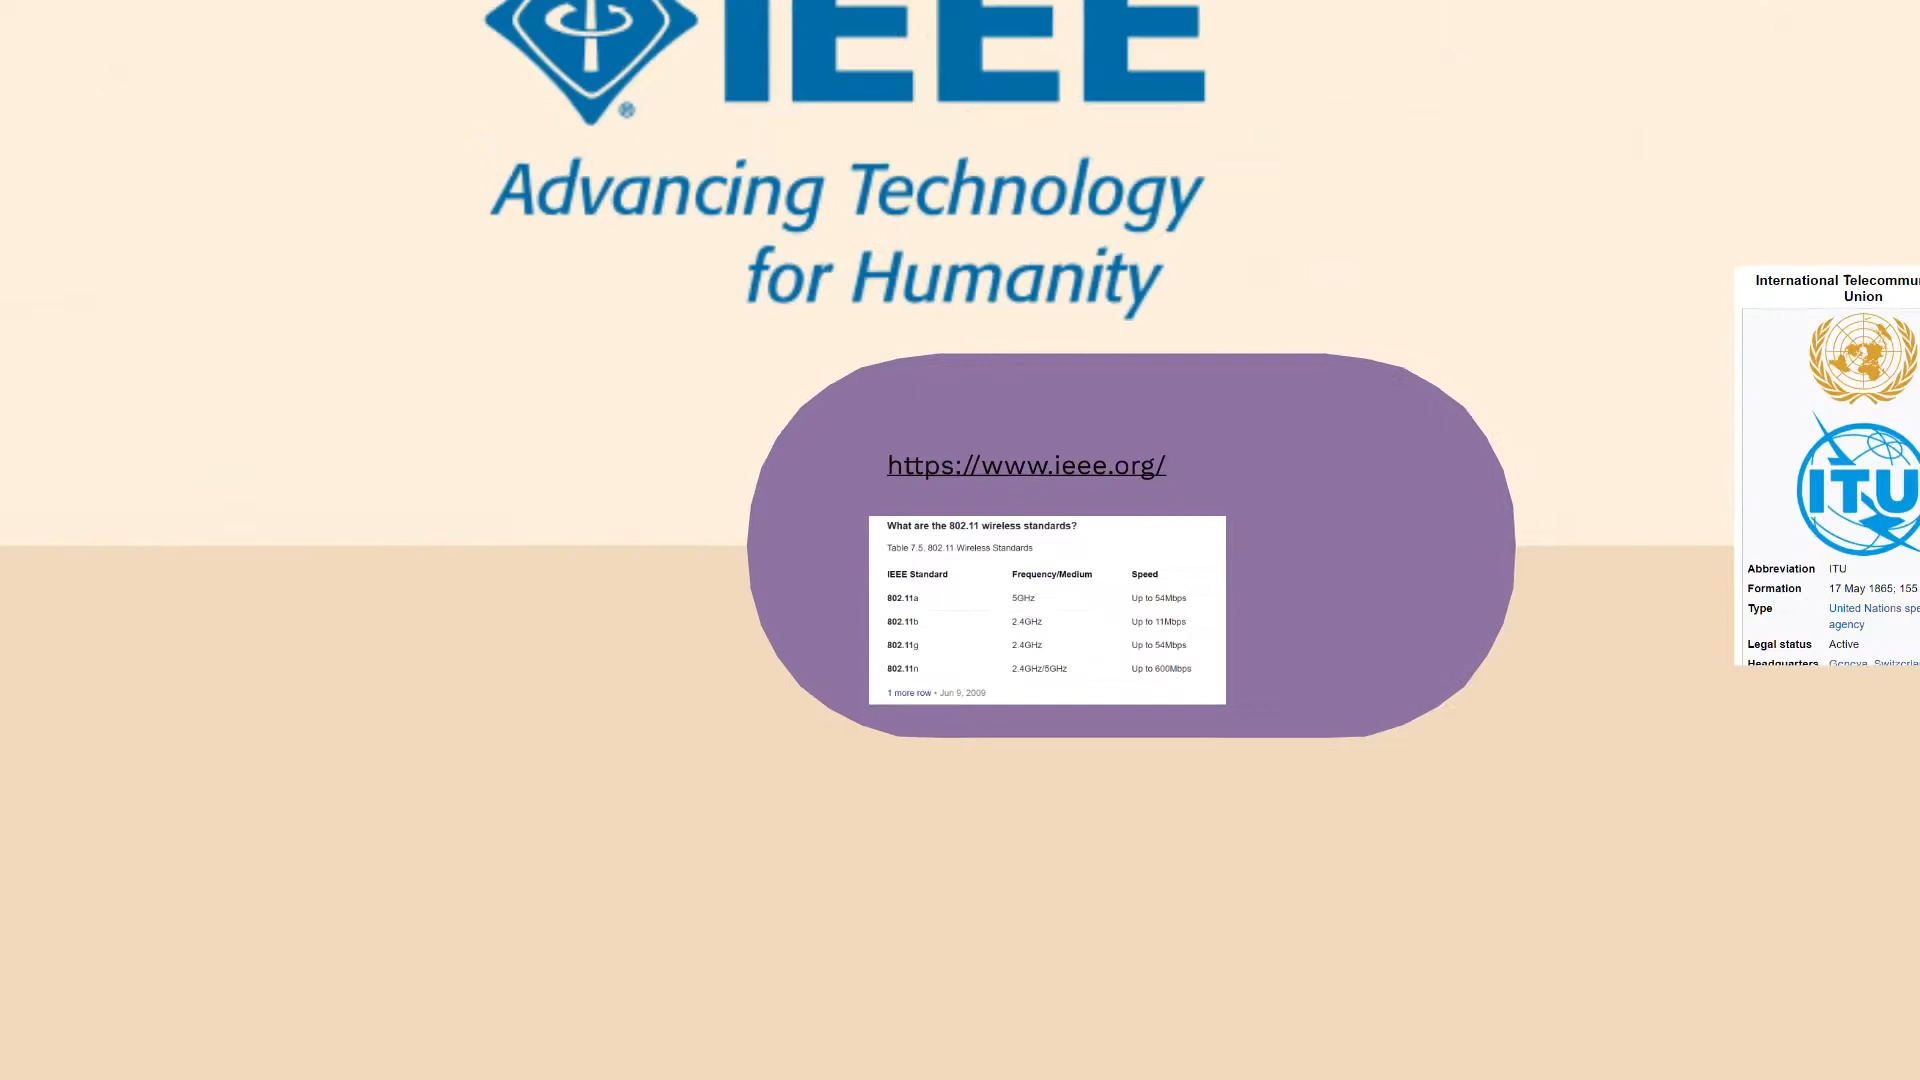 IEEE
®
Advancing Technology
for Humanity
https://www.ieee.org/
What are the 802.11 wireless standards?
Table 7.5. 802.11 Wireless Standards
IEEE Standard Frequency/Medium Speed
802.11a 5GHz Up to 54Mbps
802.11b 2.4GHz Up to 11Mbps
802.11g 2.4GHz Up to 54Mbps
802.11n 2.4GHz/5GHz Up to 600Mbps
1 more row • Jun 9, 2009
International Telecommu
Union
ITU
Abbreviation ITU
Formation 17 May 1865; 155
Type United Nations spe
agency
Legal status Active
Headquarters Geneva, Switzerla